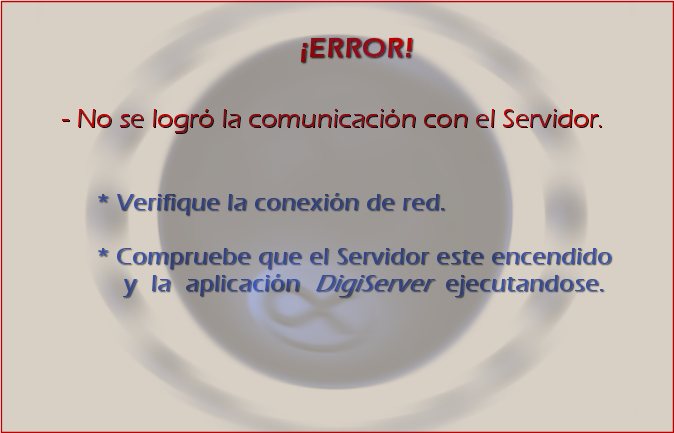 ¡ERROR!
- No se logró la comunicación con el Servidor.
* Verifique la conexión de red.
* Compruebe que el Servidor este encendido
y la aplicación DigiServer ejecutandose.